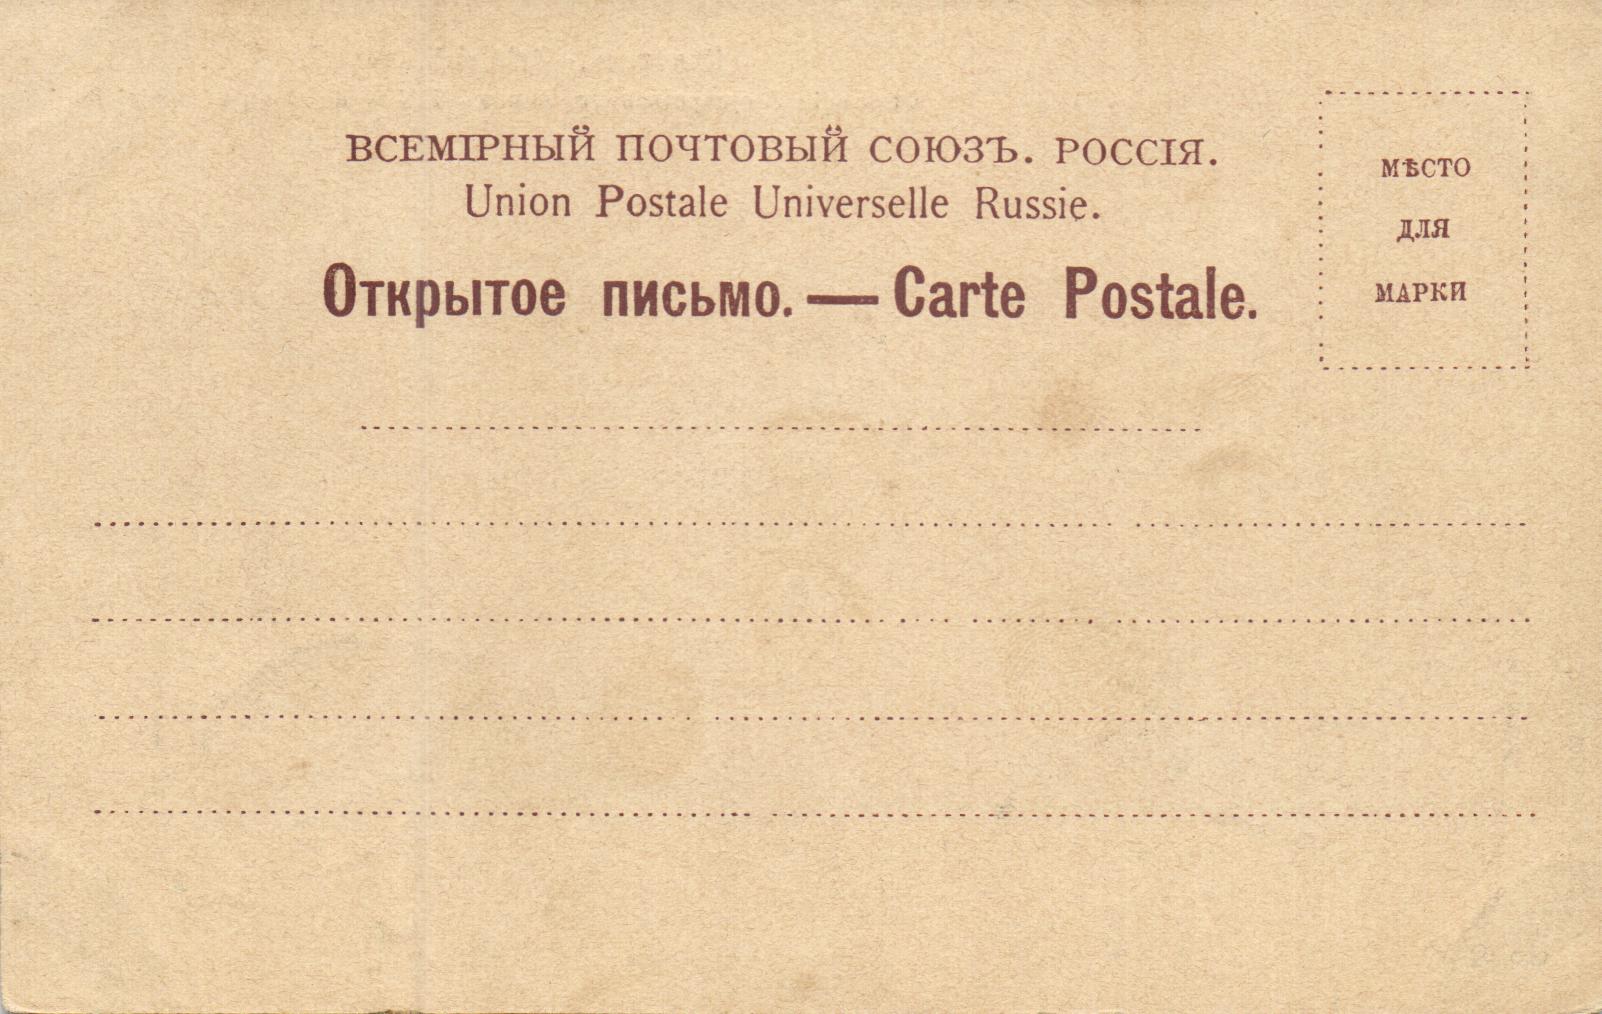 ВСЕМІРНЫЙ ПОЧТОВЫЙ СОЮЗЪ. РОССІЯ.
Union Postale Universelle Russie.
Открытое письмо. — Carte Postale.
МѢСТО
ДЛЯ
МАРКИ